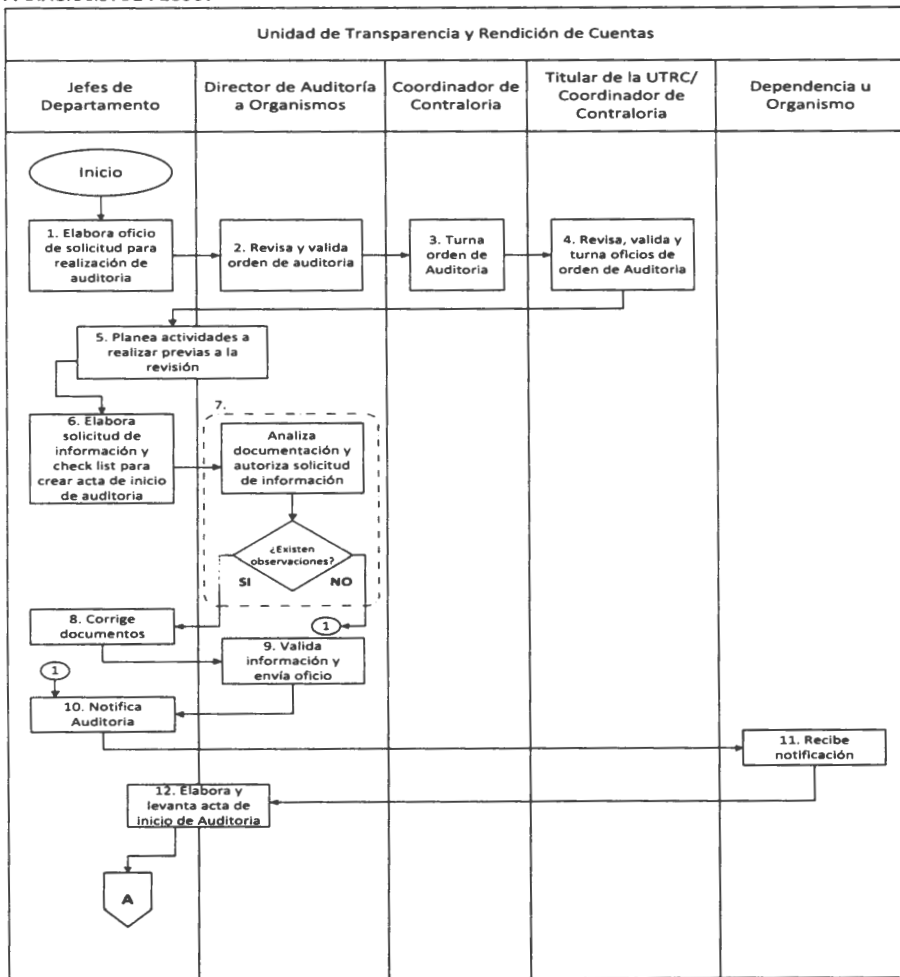 Unidad de Transparencia y Rendición de Cuentas
Jefes de
Departamento
Director de Auditoría
a Organismos
Coordinador de
Contraloria
Titular de la UTRC/
Coordinador de
Contraloria
Dependencia u
Organismo
Inicio
1. Elabora oficio
de solicitud para
realización de
auditoria
2. Revisa y valida
orden de auditoria
3. Turna
orden de
Auditoria
4. Revisa, valida y
turna oficios de
orden de Auditoria
5. Planea actividades a
realizar previas a la
revisión
6. Elabora
solicitud de
información y
check list para
crear acta de inicio
de auditoria
7.
Analiza
documentación y
autoriza solicitud
de información
¿Existen
observaciones?
SI
NO
8. Corrige
documentos
1
9. Valida
información y
envía oficio
1
10. Notifica
Auditoria
11. Recibe
notificación
12. Elabora y
levanta acta de
inicio de Auditoria
A